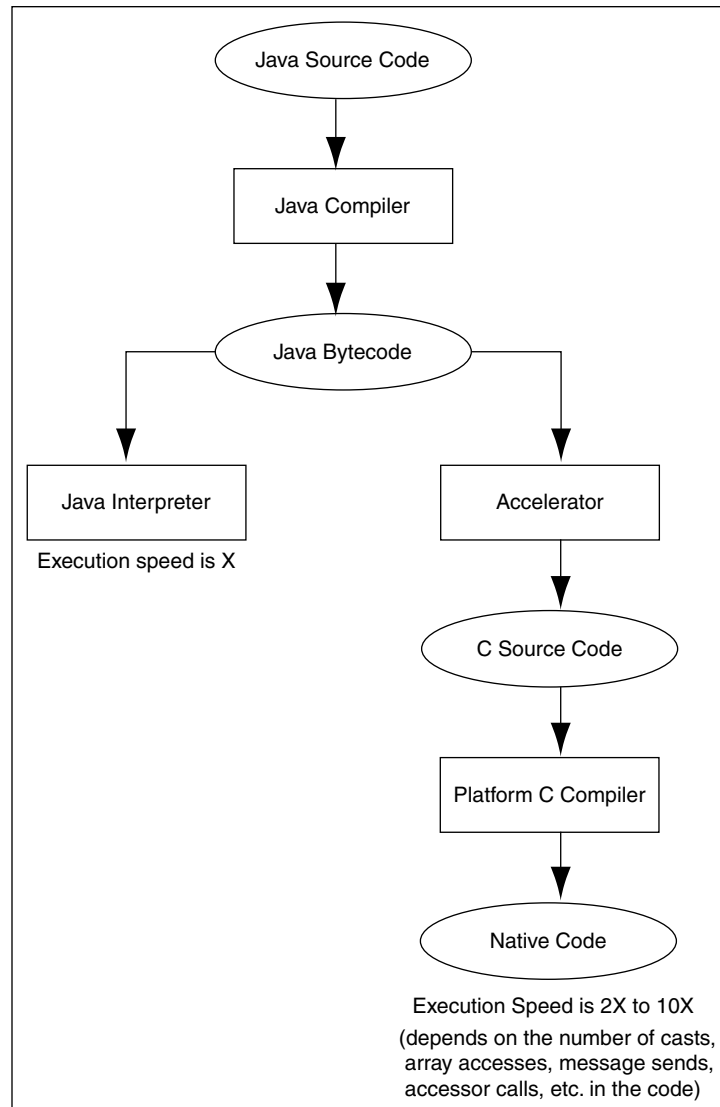 Java Source Code
Java Compiler
Java Bytecode
Java Interpreter
Execution speed is X
Accelerator
C Source Code
Platform C Compiler
Native Code
Execution Speed is 2X to 10X
(depends on the number of casts,
array accesses, message sends,
accessor calls, etc. in the code)